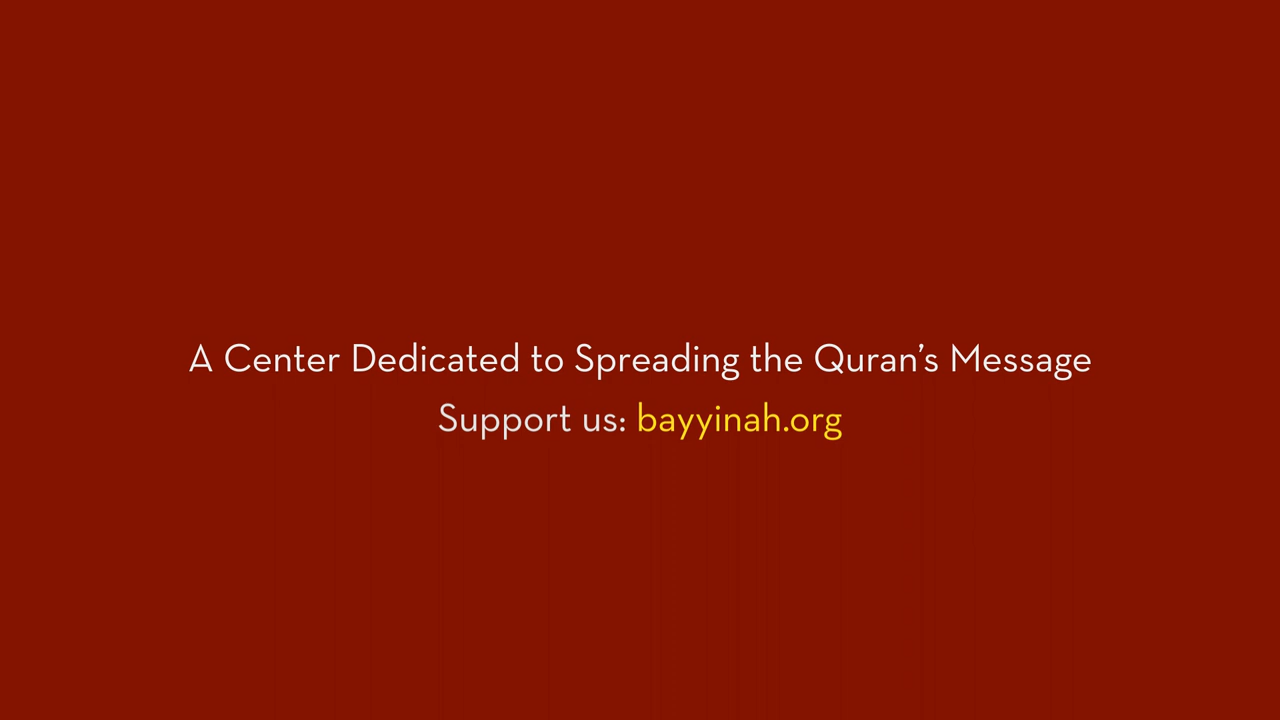 A Center Dedicated to Spreading the Quran’s Message
Support us: bayyinah.org